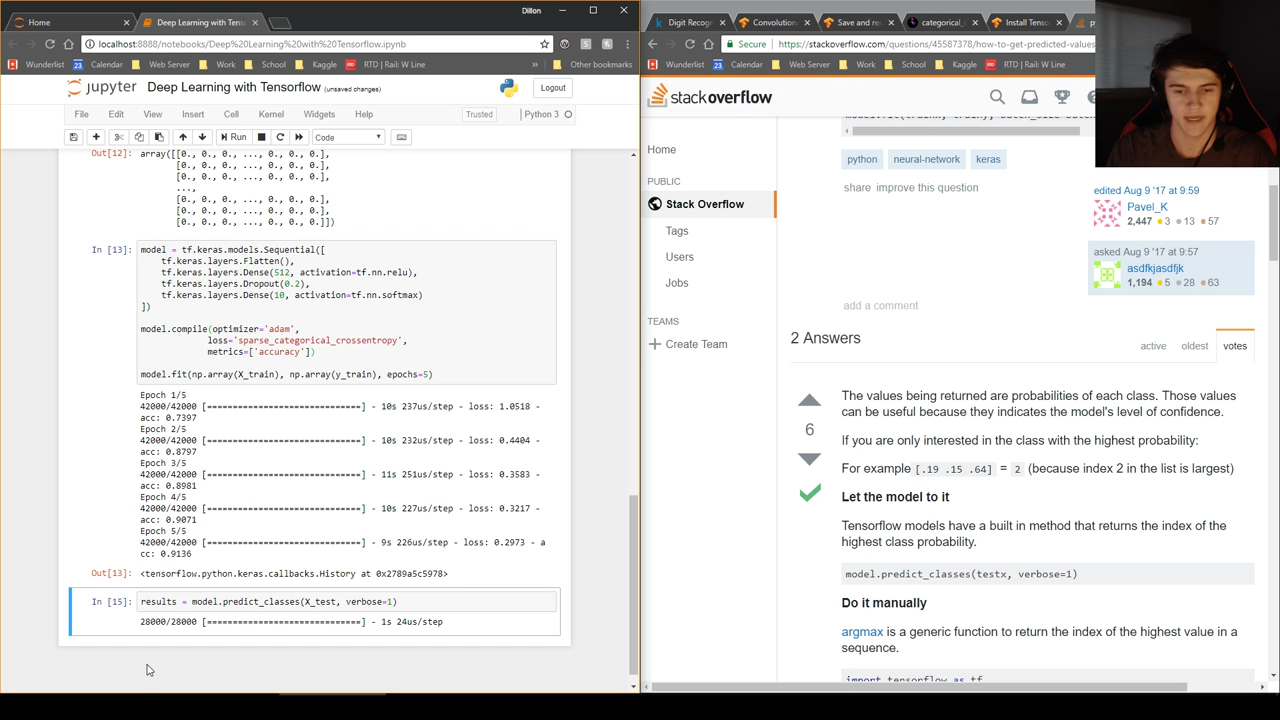 Home
Deep Learning with Tens
Dillon
localhost:8888/notebooks/Deep%20Learning%20with%20Tensorflow.ipynb
Wunderlist
Calendar
Web Server
Work
School
Kaggle
RTD | Rail: W Line
»
Other bookmarks
jupyter Deep Learning with Tensorflow (unsaved changes)
Logout
File Edit View Insert Cell Kernel Widgets Help
Trusted
Python 3
Run
Code
Out[12]: array([[0., 0., 0., ..., 0., 0., 0.],
[0., 0., 0., ..., 0., 0., 0.],
[0., 0., 0., ..., 0., 0., 0.],
...,
[0., 0., 0., ..., 0., 0., 0.],
[0., 0., 0., ..., 0., 0., 0.],
[0., 0., 0., ..., 0., 0., 0.]])
In [13]: model = tf.keras.models.Sequential([
tf.keras.layers.Flatten(),
tf.keras.layers.Dense(512, activation=tf.nn.relu),
tf.keras.layers.Dropout(0.2),
tf.keras.layers.Dense(10, activation=tf.nn.softmax)
])
model.compile(optimizer='adam',
loss='sparse_categorical_crossentropy',
metrics=['accuracy'])
model.fit(np.array(X_train), np.array(y_train), epochs=5)
Epoch 1/5
42000/42000 [==============================] - 10s 237us/step - loss: 1.0518 -
acc: 0.7397
Epoch 2/5
42000/42000 [==============================] - 10s 232us/step - loss: 0.4404 -
acc: 0.8797
Epoch 3/5
42000/42000 [==============================] - 11s 251us/step - loss: 0.3583 -
acc: 0.8981
Epoch 4/5
42000/42000 [==============================] - 10s 227us/step - loss: 0.3217 -
acc: 0.9071
Epoch 5/5
42000/42000 [==============================] - 9s 226us/step - loss: 0.2973 - a
cc: 0.9136
Out[13]: <tensorflow.python.keras.callbacks.History at 0x2789a5c5978>
In [15]: results = model.predict_classes(X_test, verbose=1)
28000/28000 [==============================] - 1s 24us/step
Digit Recogn
Convolution
Save and re
categorical_
Install Tenso
Secure
https://stackoverflow.com/questions/45587378/how-to-get-predicted-values
Wunderlist
Calendar
Web Server
Work
School
Kaggle
RTD | Rail: W Line
stackoverflow
Home
PUBLIC
Stack Overflow
Tags
Users
Jobs
TEAMS
Create Team
python neural-network keras
share improve this question
edited Aug 9 '17 at 9:59
Pavel_K
2,447 3 13 57
asked Aug 9 '17 at 9:57
asdfkjasdfjk
1,194 5 28 63
add a comment
2 Answers
active oldest votes
6
The values being returned are probabilities of each class. Those values
can be useful because they indicates the model's level of confidence.
If you are only interested in the class with the highest probability:
For example [.19 .15 .64] = 2 (because index 2 in the list is largest)
Let the model to it
Tensorflow models have a built in method that returns the index of the
highest class probability.
model.predict_classes(testx, verbose=1)
Do it manually
argmax is a generic function to return the index of the highest value in a
sequence.
import tensorflow as tf